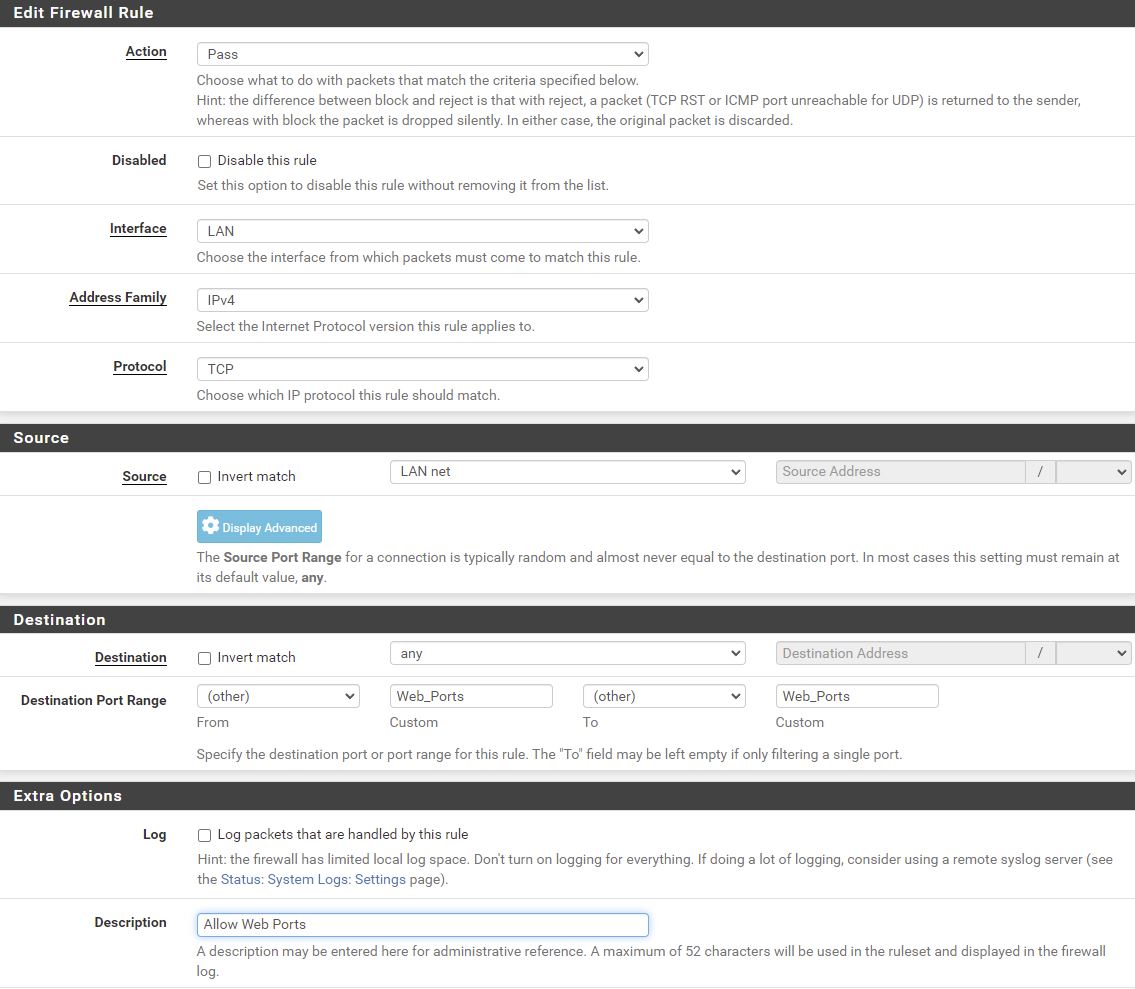 Edit Firewall Rule
Action
Pass
Choose what to do with packets that match the criteria specified below.
Hint: the difference between block and reject is that with reject, a packet (TCP RST or ICMP port unreachable for UDP) is returned to the sender,
whereas with block the packet is dropped silently. In either case, the original packet is discarded.
Disabled
Disable this rule
Set this option to disable this rule without removing it from the list.
Interface
LAN
Choose the interface from which packets must come to match this rule.
Address Family
IPv4
Select the Internet Protocol version this rule applies to.
Protocol
TCP
Choose which IP protocol this rule should match.
Source
Source
Invert match
LAN net
Source Address
/
Display Advanced
The Source Port Range for a connection is typically random and almost never equal to the destination port. In most cases this setting must remain at
its default value, any.
Destination
Destination
Invert match
any
Destination Address
/
Destination Port Range
(other)
Web_Ports
(other)
Web_Ports
From
Custom
To
Custom
Specify the destination port or port range for this rule. The "To" field may be left empty if only filtering a single port.
Extra Options
Log
Log packets that are handled by this rule
Hint: the firewall has limited local log space. Don't turn on logging for everything. If doing a lot of logging, consider using a remote syslog server (see
the Status: System Logs: Settings page).
Description
Allow Web Ports
A description may be entered here for administrative reference. A maximum of 52 characters will be used in the ruleset and displayed in the firewall
log.